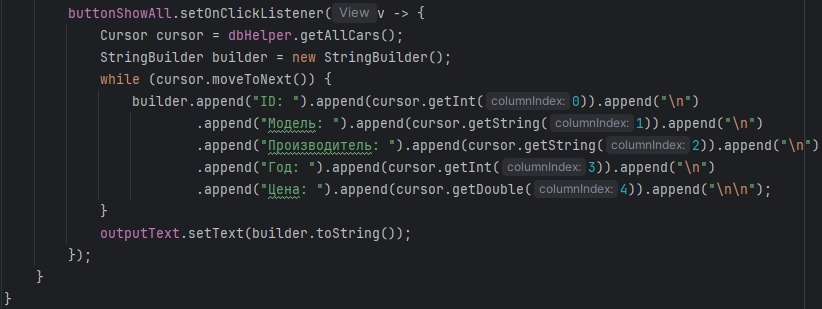 buttonShowAll.setOnClickListener( View v -> {
Cursor cursor = dbHelper.getAllCars();
StringBuilder builder = new StringBuilder();
while (cursor.moveToNext()) {
builder.append("ID: ").append(cursor.getInt( columnIndex: 0)).append("\n")
.append("Модель: ").append(cursor.getString( columnIndex: 1)).append("\n")
.append("Производитель: ").append(cursor.getString( columnIndex: 2)).append("\n")
.append("Год: ").append(cursor.getInt( columnIndex: 3)).append("\n")
.append("Цена: ").append(cursor.getDouble( columnIndex: 4)).append("\n\n");
}
outputText.setText(builder.toString());
});
}
}